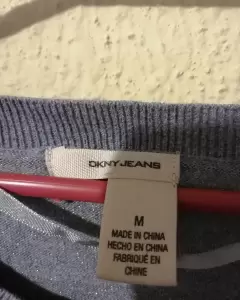 DKNY JEANS
M
MADE IN CHINA
HECHO EN CHINA
FABRIQUÉ EN
CHINE